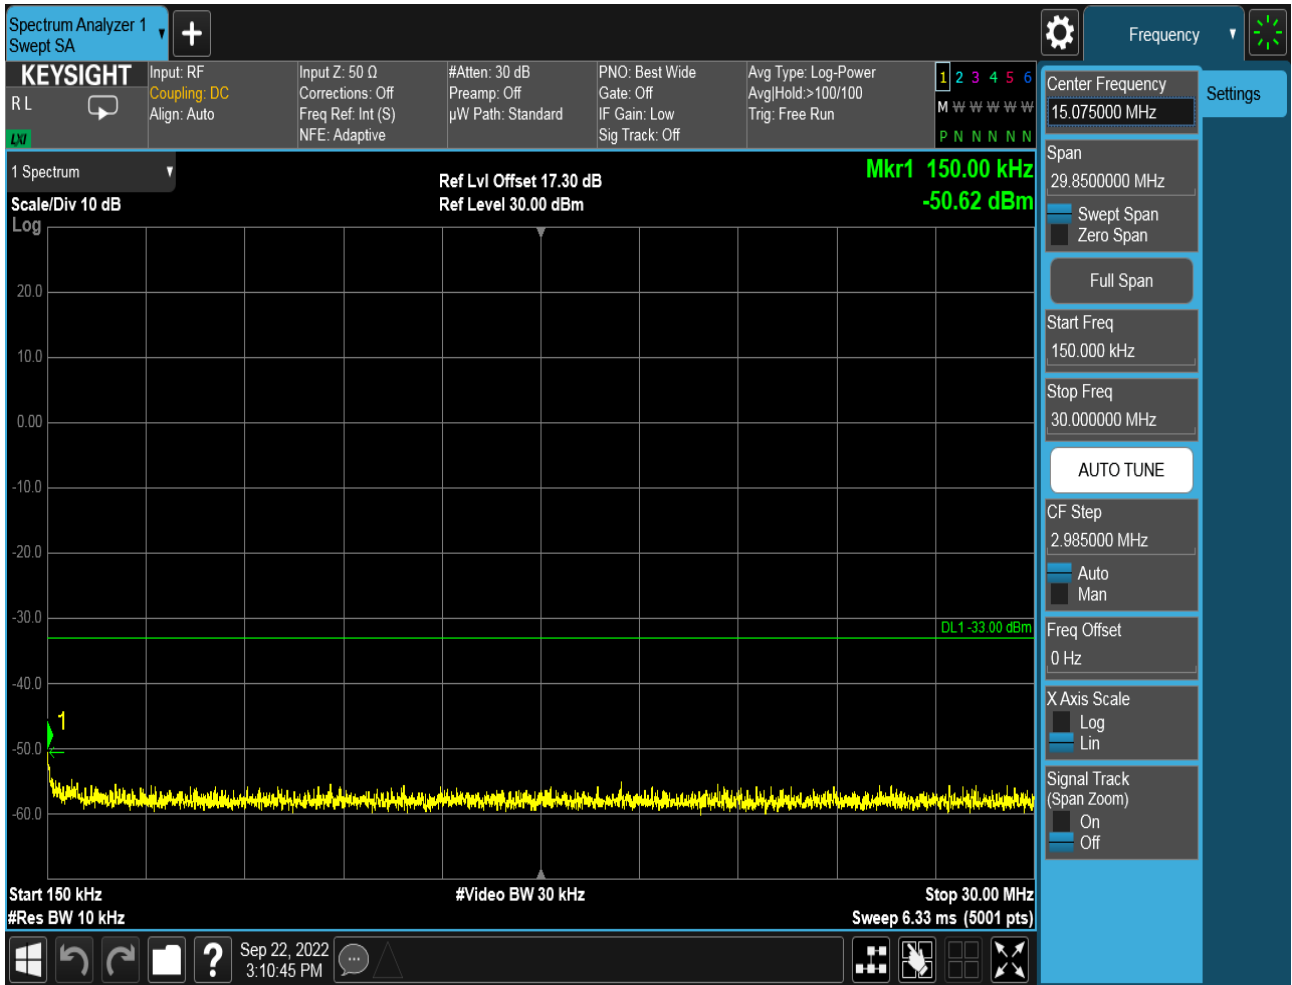 Spectrum Analyzer 1
Swept SA
Frequency
KEYSIGHT
R L
LXI
Input: RF
Coupling: DC
Align: Auto
Input Z: 50 Ω
Corrections: Off
Freq Ref: Int (S)
NFE: Adaptive
#Atten: 30 dB
Preamp: Off
µW Path: Standard
PNO: Best Wide
Gate: Off
IF Gain: Low
Sig Track: Off
Avg Type: Log-Power
Avg|Hold:>100/100
Trig: Free Run
1 2 3 4 5 6
M W W W W W
P N N N N N
1 Spectrum
Scale/Div 10 dB
Log
Ref Lvl Offset 17.30 dB
Ref Level 30.00 dBm
Mkr1 150.00 kHz
-50.62 dBm
20.0
10.0
0.00
-10.0
-20.0
-30.0
-40.0
-50.0
-60.0
DL1 -33.00 dBm
1
Start 150 kHz
#Res BW 10 kHz
#Video BW 30 kHz
Stop 30.00 MHz
Sweep 6.33 ms (5001 pts)
Center Frequency
15.075000 MHz
Settings
Span
29.8500000 MHz
Swept Span
Zero Span
Full Span
Start Freq
150.000 kHz
Stop Freq
30.000000 MHz
AUTO TUNE
CF Step
2.985000 MHz
Auto
Man
Freq Offset
0 Hz
X Axis Scale
Log
Lin
Signal Track
(Span Zoom)
On
Off
?
Sep 22, 2022
3:10:45 PM